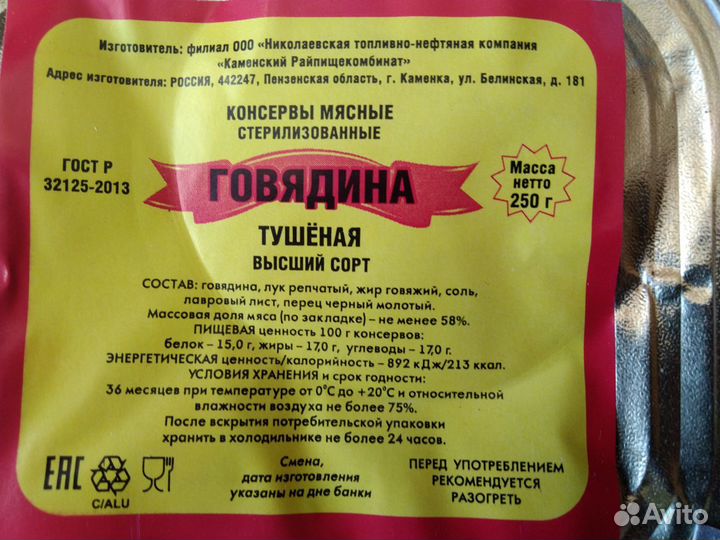 Изготовитель: филиал ООО «Николаевская топливно-нефтяная компания
«Каменский Райпищекомбинат»
Адрес изготовителя: РОССИЯ, 442247, Пензенская область, г. Каменка, ул. Белинская, д. 181
КОНСЕРВЫ МЯСНЫЕ
СТЕРИЛИЗОВАННЫЕ
ГОСТ Р
32125-2013
ГОВЯДИНА
Масса
нетто
250 г
ТУШЁНАЯ
ВЫСШИЙ СОРТ
СОСТАВ: говядина, лук репчатый, жир говяжий, соль,
лавровый лист, перец черный молотый.
Массовая доля мяса (по закладке) – не менее 58%.
ПИЩЕВАЯ ценность 100 г консервов:
белок – 15,0 г, жиры – 17,0 г, углеводы – 17,0 г.
ЭНЕРГЕТИЧЕСКАЯ ценность/калорийность – 892 кДж/213 ккал.
УСЛОВИЯ ХРАНЕНИЯ и срок годности:
36 месяцев при температуре от 0°С до +20°С и относительной
влажности воздуха не более 75%.
После вскрытия потребительской упаковки
хранить в холодильнике не более 24 часов.
ЕАС
C/ALU
Смена,
дата изготовления
указаны на дне банки
ПЕРЕД УПОТРЕБЛЕНИЕМ
РЕКОМЕНДУЕТСЯ
РАЗОГРЕТЬ
Avito